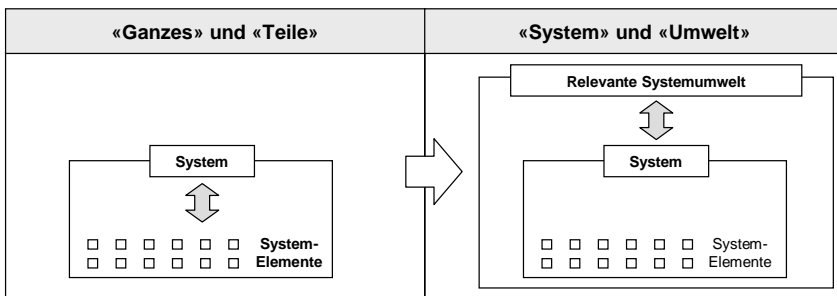 «Ganzes» und «Teile»
System
System-
Elemente
«System» und «Umwelt»
Relevante Systemumwelt
System
System-
Elemente